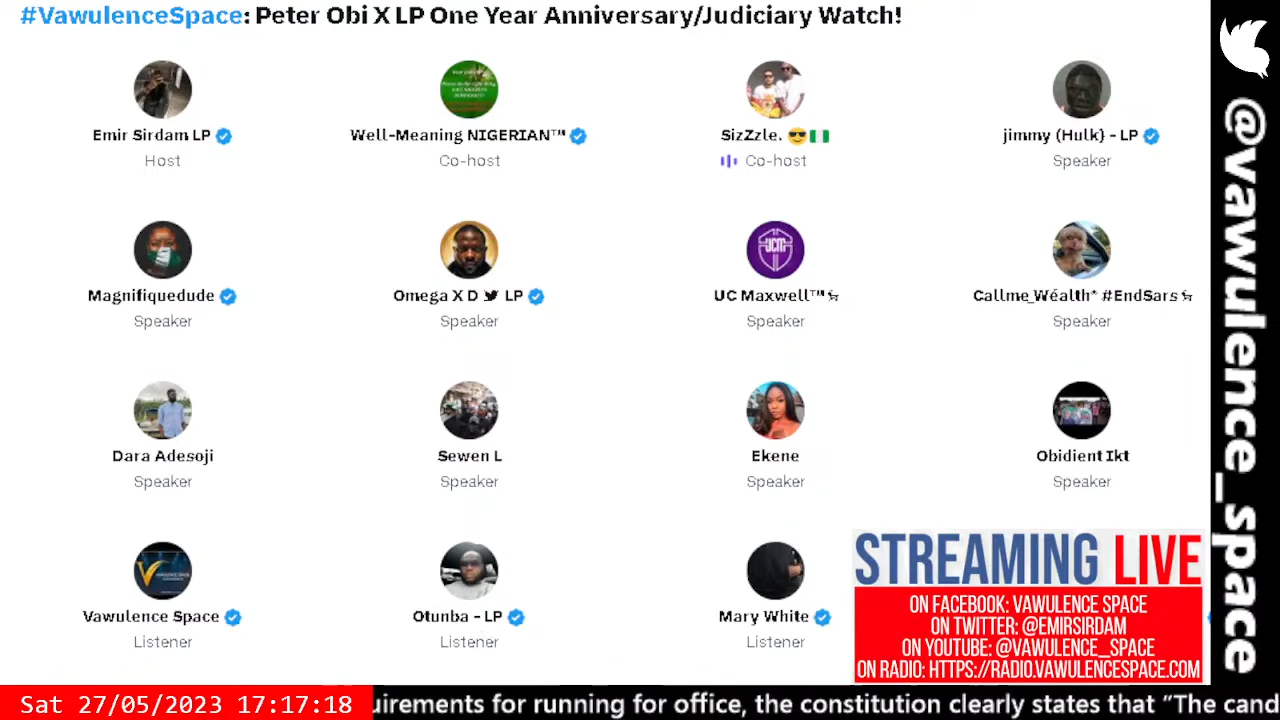 #VawulenceSpace: Peter Obi X LP One Year Anniversary/Judiciary Watch!
Emir Sirdam LP
Host
Well-Meaning NIGERIAN™
Co-host
SizZzle. 😎🇳🇬
Co-host
jimmy (Hulk) - LP
Speaker
Magnifiquedude
Speaker
Omega X D LP
Speaker
UCM
UC Maxwell™
Speaker
Callme_Wéalth* #EndSars
Speaker
Dara Adesoji
Speaker
Sewen L
Speaker
Ekene
Speaker
Obidient Ikt
Speaker
Vawulence Space
Listener
Otunba - LP
Listener
Mary White
Listener
STREAMING LIVE
ON FACEBOOK: VAWULENCE SPACE
ON TWITTER: @EMIRSIRDAM
ON YOUTUBE: @VAWULENCE_SPACE
ON RADIO: HTTPS://RADIO.VAWULENCESPACE.COM
@vawulence_space
Sat 27/05/2023 17:17:18
uirements for running for office, the constitution clearly states that “The cand